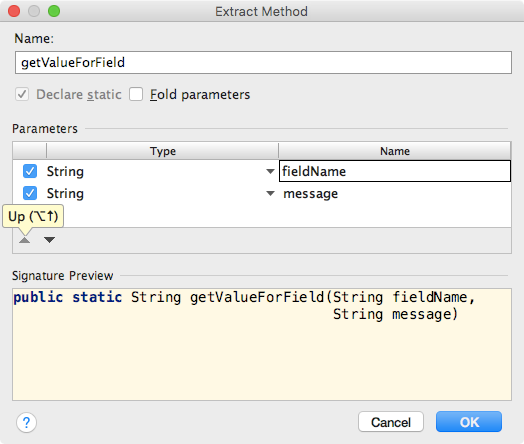 Extract Method
Name:
getValueForField
Declare static Fold parameters
Parameters
Type Name
String fieldName
String message
Up (⌥↑)
Signature Preview
public static String getValueForField(String fieldName,
String message)
? Cancel OK